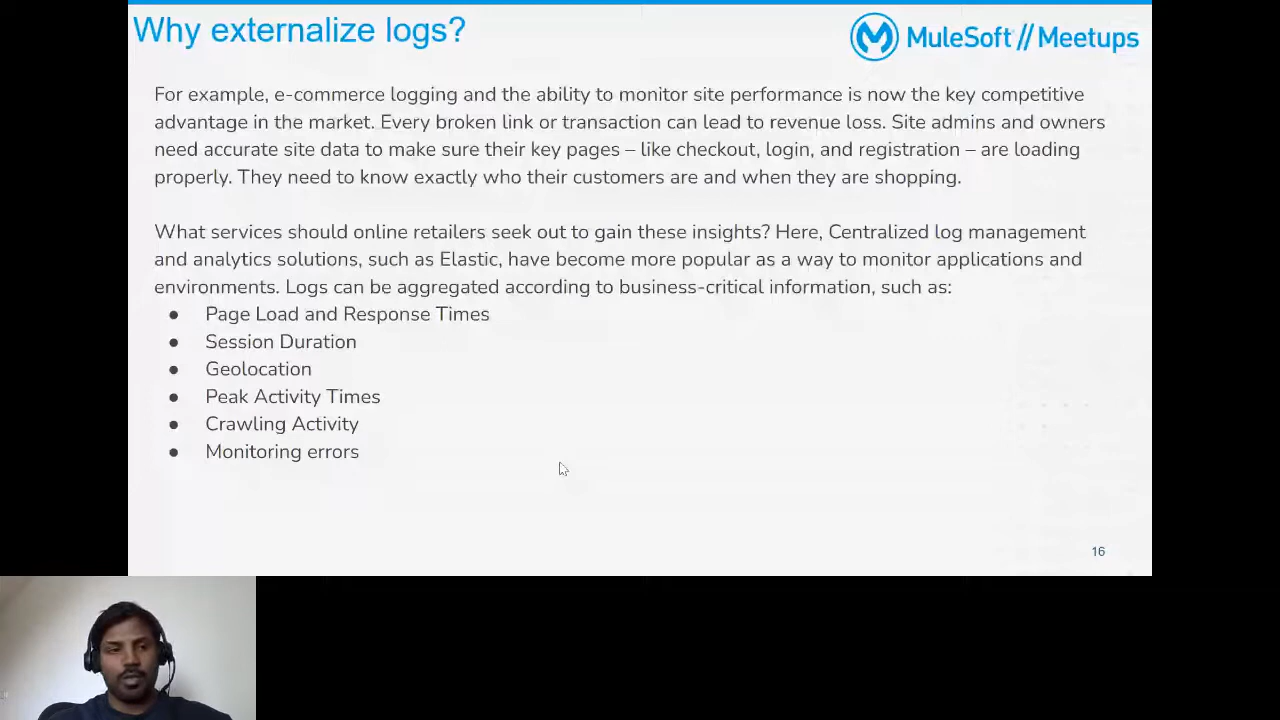 Why externalize logs?
MuleSoft // Meetups
For example, e-commerce logging and the ability to monitor site performance is now the key competitive
advantage in the market. Every broken link or transaction can lead to revenue loss. Site admins and owners
need accurate site data to make sure their key pages – like checkout, login, and registration – are loading
properly. They need to know exactly who their customers are and when they are shopping.
What services should online retailers seek out to gain these insights? Here, Centralized log management
and analytics solutions, such as Elastic, have become more popular as a way to monitor applications and
environments. Logs can be aggregated according to business-critical information, such as:
● Page Load and Response Times
● Session Duration
● Geolocation
● Peak Activity Times
● Crawling Activity
● Monitoring errors
16